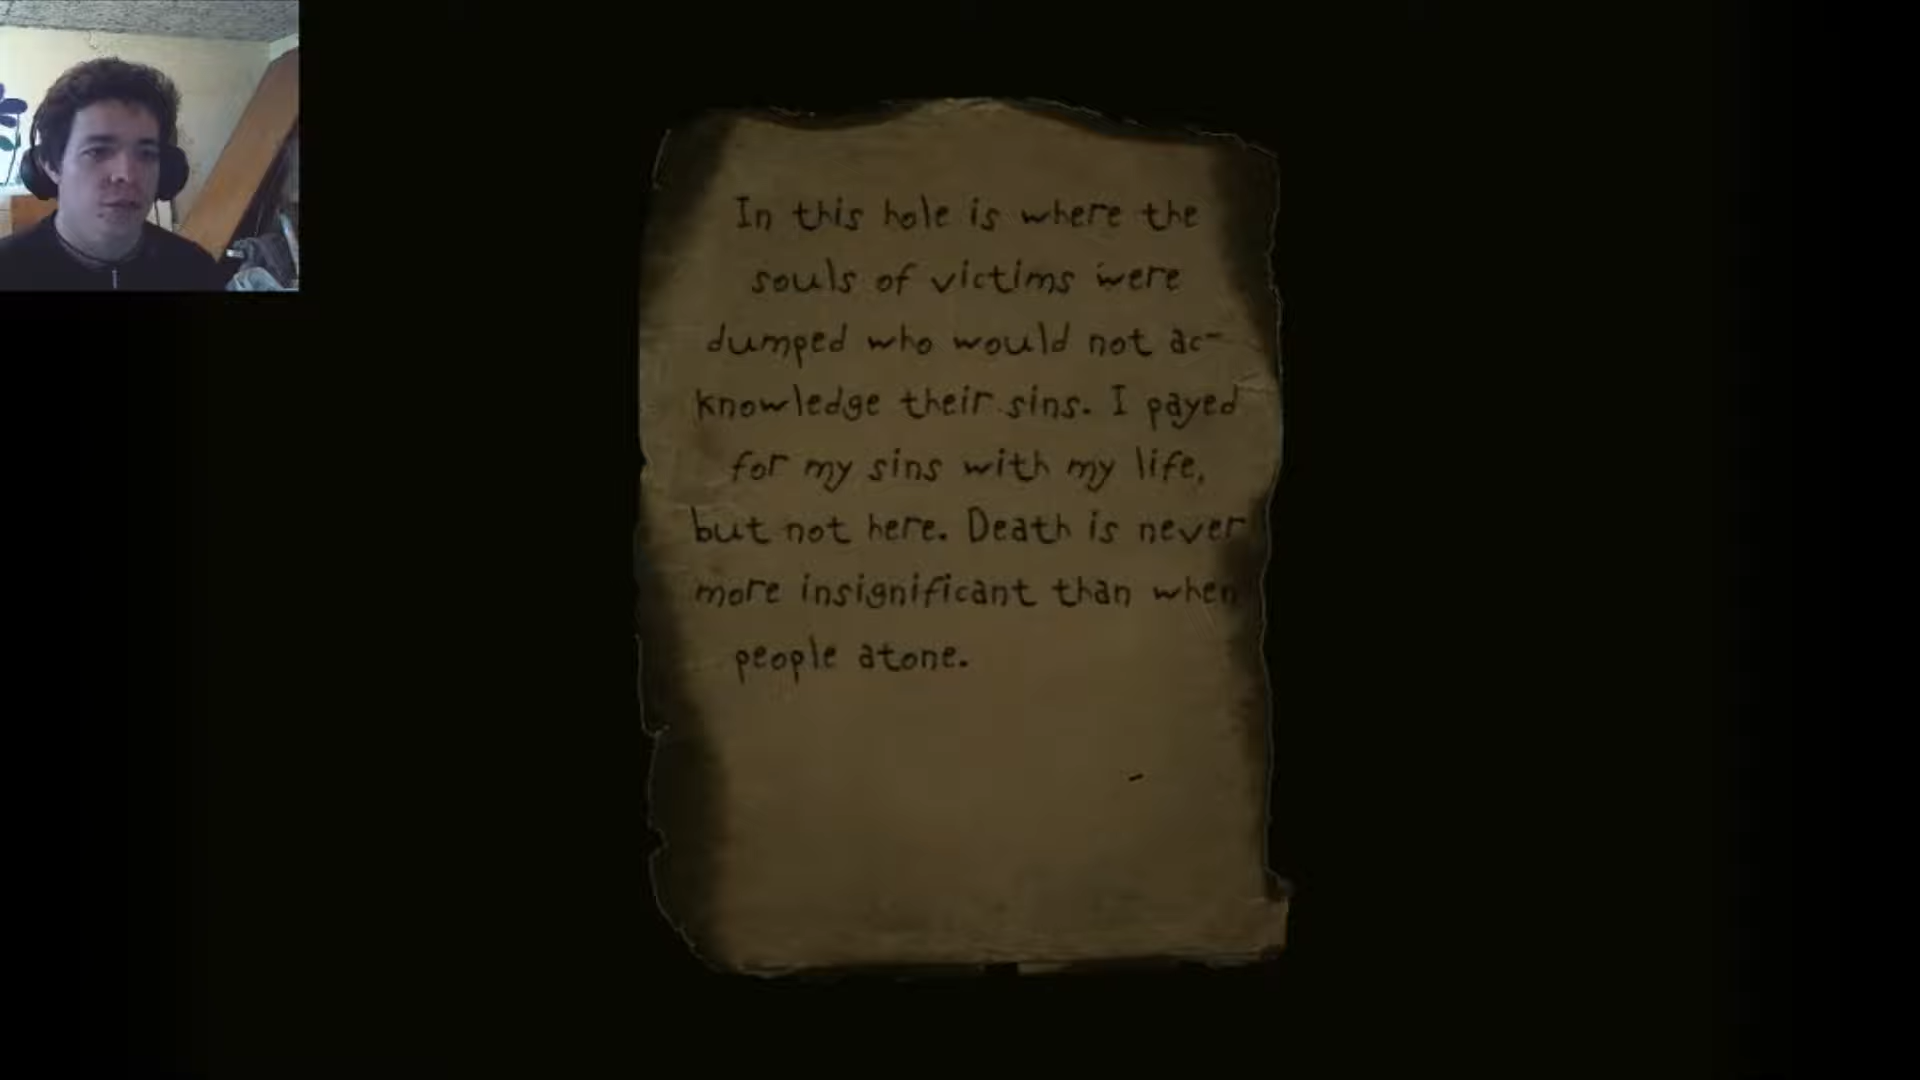 In this hole is where the
souls of victims were
dumped who would not ac-
knowledge their sins. I payed
for my sins with my life,
but not here. Death is never
more insignificant than when
people atone.